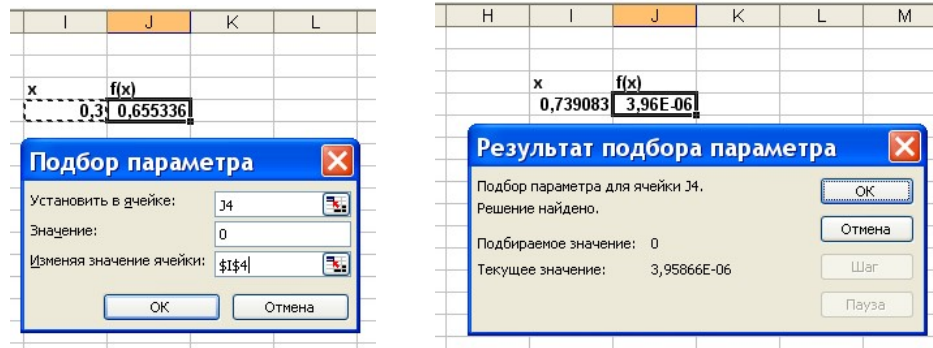 I J K L
x f(x)
0,3 0,655336
Подбор параметра
Установить в ячейке: J4
Значение: 0
Изменяя значение ячейки: $I$4
ОК Отмена
H I J K L M
x f(x)
0,739083 3,96E-06
Результат подбора параметра
Подбор параметра для ячейки J4.
Решение найдено.
Подбираемое значение: 0
Текущее значение: 3,95866E-06
ОК
Отмена
Шаг
Пауза